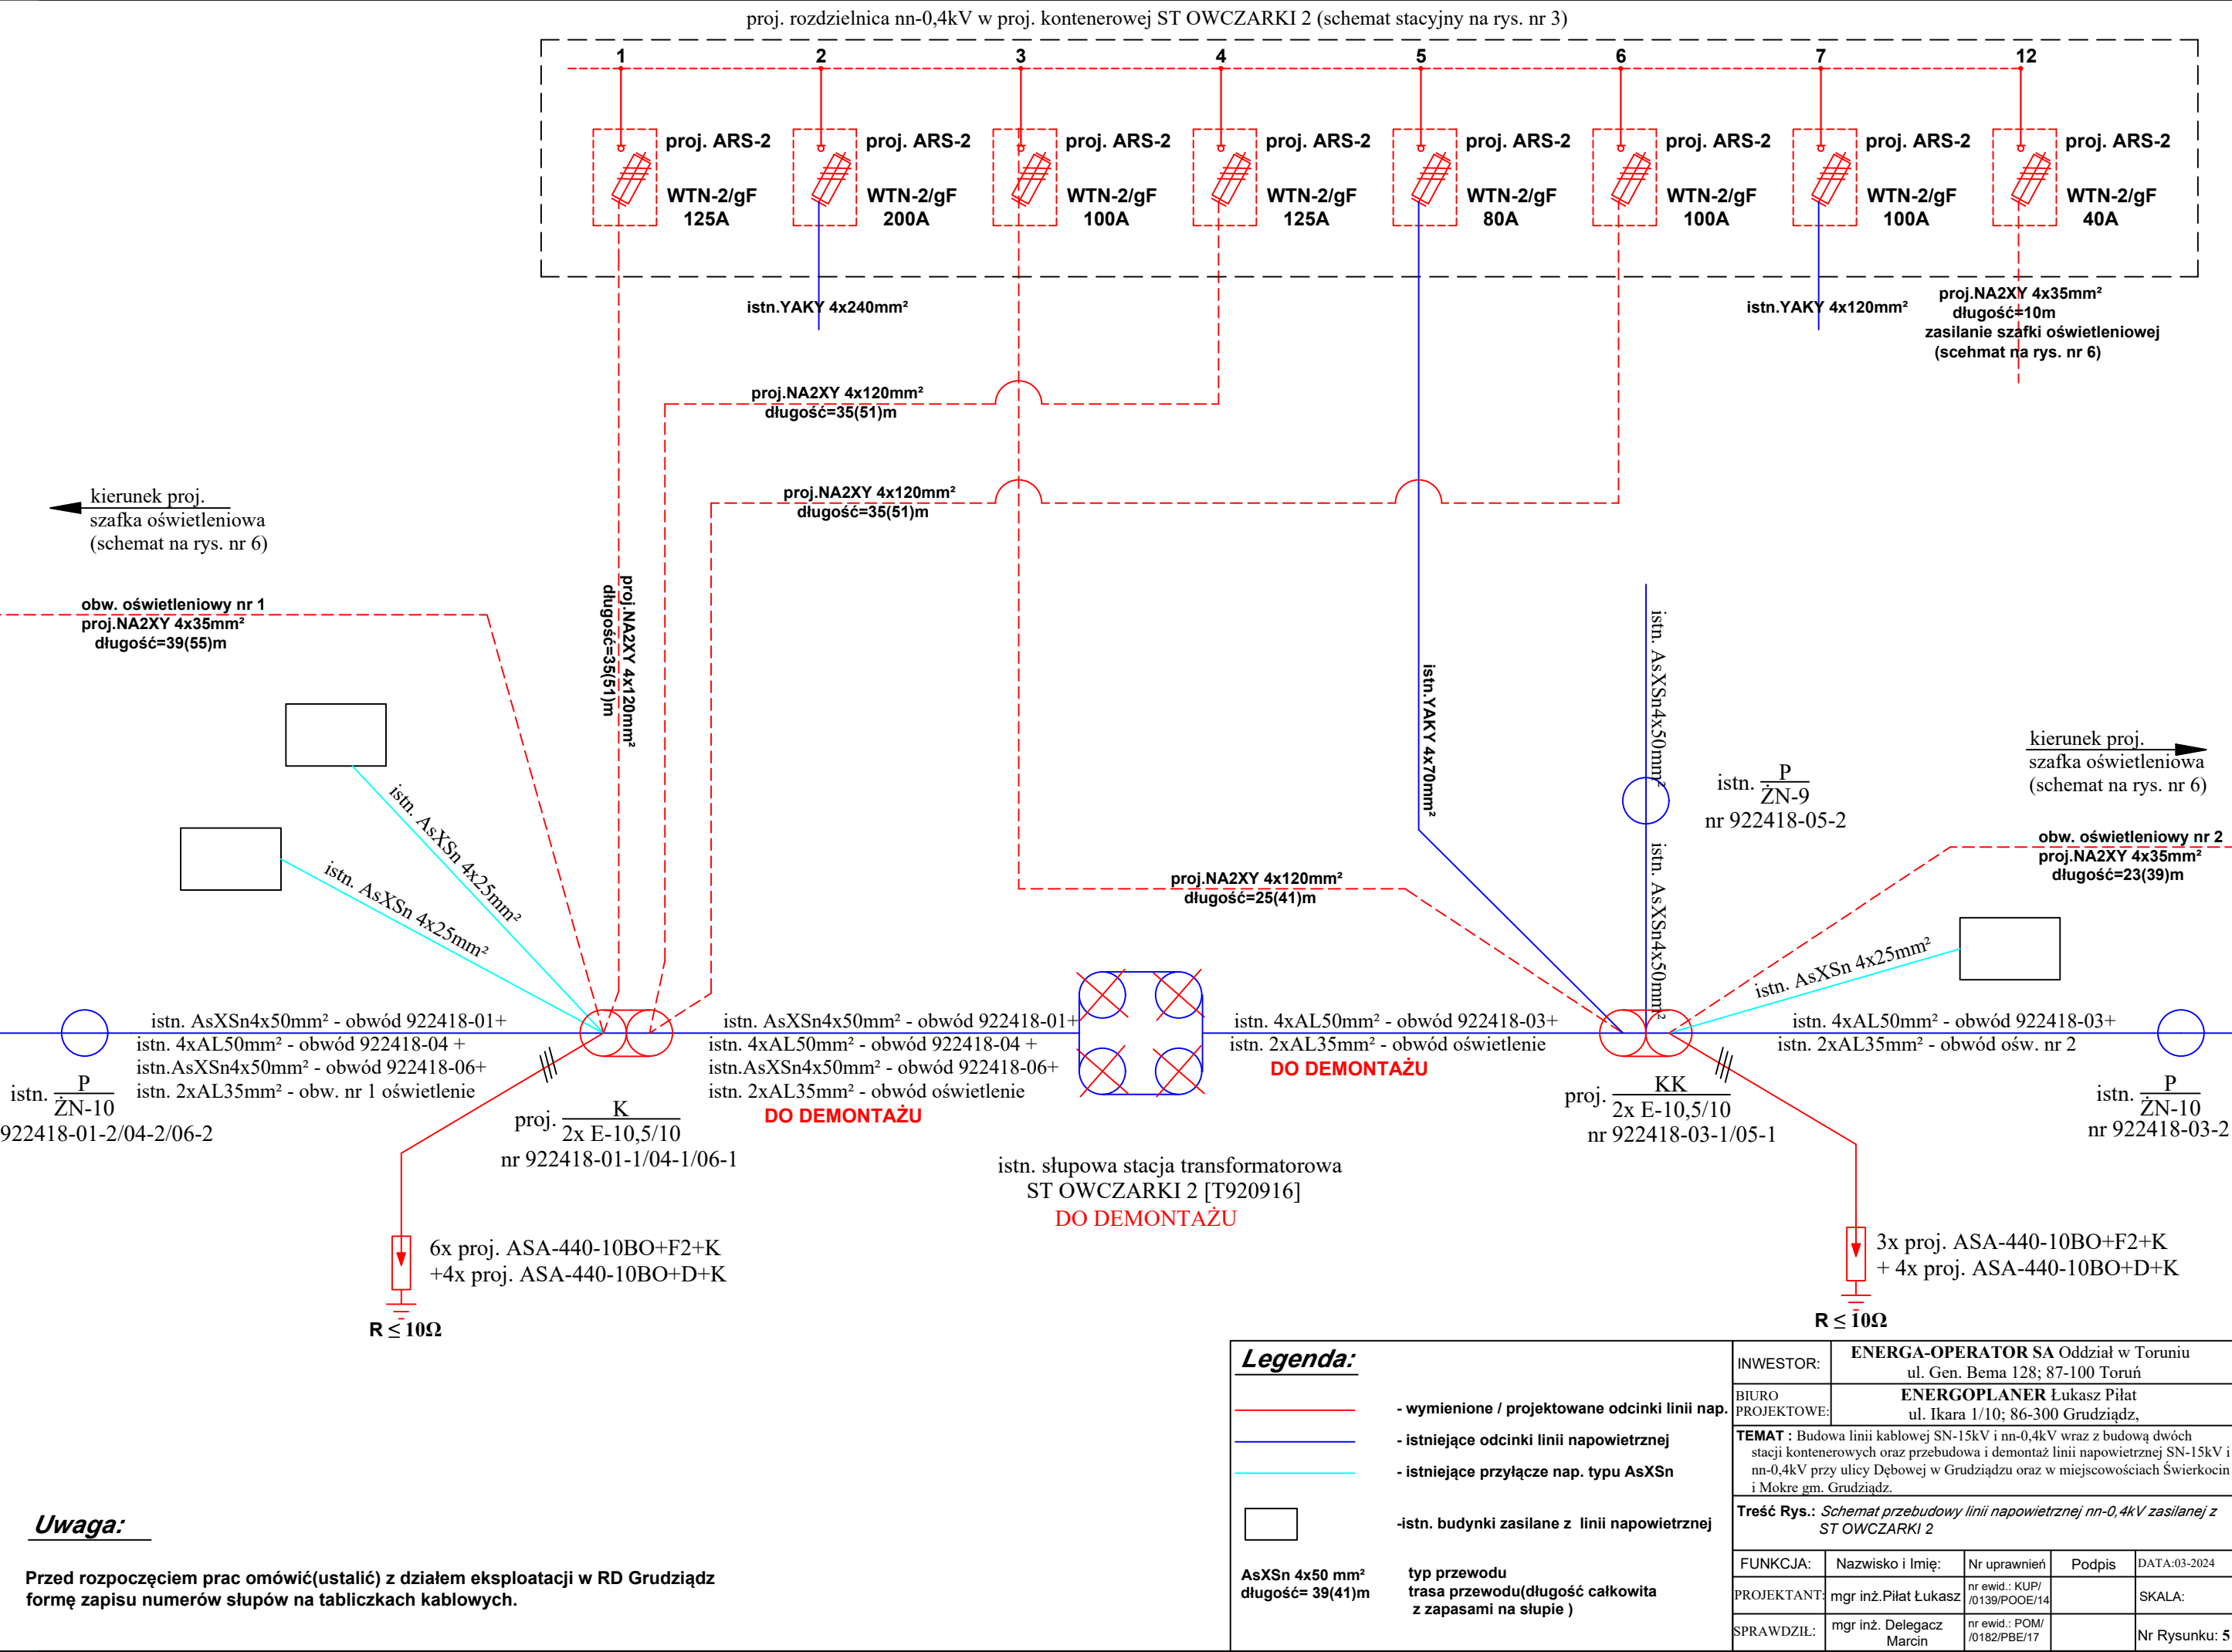 proj. rozdzielnica nn-0,4kV w proj. kontenerowej ST OWCZARKI 2 (schemat stacyjny na rys. nr 3)
1 2 3 4 5 6 7 12
proj. ARS-2 proj. ARS-2 proj. ARS-2 proj. ARS-2 proj. ARS-2 proj. ARS-2 proj. ARS-2 proj. ARS-2
WTN-2/gF WTN-2/gF WTN-2/gF WTN-2/gF WTN-2/gF WTN-2/gF WTN-2/gF WTN-2/gF
125A 200A 100A 125A 80A 100A 100A 40A
istn.YAKY 4x240mm²
istn.YAKY 4x120mm²
proj.NA2XY 4x35mm²
długość=10m
zasilanie szafki oświetleniowej
(scehmat na rys. nr 6)
proj.NA2XY 4x120mm²
długość=35(51)m
proj.NA2XY 4x120mm²
długość=35(51)m
kierunek proj.
szafka oświetleniowa
(schemat na rys. nr 6)
obw. oświetleniowy nr 1
proj.NA2XY 4x35mm²
długość=39(55)m
proj.NA2XY 4x120mm²
długość=35(51)m
istn.YAKY 4x70mm²
istn. AsXSn4x50mm²
istn. P
ŻN-9
nr 922418-05-2
istn. AsXSn4x50mm²
kierunek proj.
szafka oświetleniowa
(schemat na rys. nr 6)
obw. oświetleniowy nr 2
proj.NA2XY 4x35mm²
długość=23(39)m
istn. AsXSn 4x25mm²
istn. AsXSn 4x25mm²
proj.NA2XY 4x120mm²
długość=25(41)m
istn. AsXSn 4x25mm²
istn. AsXSn4x50mm² - obwód 922418-01+
istn. 4xAL50mm² - obwód 922418-04 +
istn.AsXSn4x50mm² - obwód 922418-06+
istn. 2xAL35mm² - obw. nr 1 oświetlenie
istn. P
ŻN-10
922418-01-2/04-2/06-2
istn. AsXSn4x50mm² - obwód 922418-01+
istn. 4xAL50mm² - obwód 922418-04 +
istn.AsXSn4x50mm² - obwód 922418-06+
istn. 2xAL35mm² - obwód oświetlenie
DO DEMONTAŻU
proj. K
2x E-10,5/10
nr 922418-01-1/04-1/06-1
istn. 4xAL50mm² - obwód 922418-03+
istn. 2xAL35mm² - obwód oświetlenie
DO DEMONTAŻU
istn. 4xAL50mm² - obwód 922418-03+
istn. 2xAL35mm² - obwód ośw. nr 2
proj. KK
2x E-10,5/10
nr 922418-03-1/05-1
istn. P
ŻN-10
nr 922418-03-2
istn. słupowa stacja transformatorowa
ST OWCZARKI 2 [T920916]
DO DEMONTAŻU
6x proj. ASA-440-10BO+F2+K
+4x proj. ASA-440-10BO+D+K
R ≤ 10Ω
3x proj. ASA-440-10BO+F2+K
+ 4x proj. ASA-440-10BO+D+K
R ≤ 10Ω
Legenda:
- wymienione / projektowane odcinki linii nap.
- istniejące odcinki linii napowietrznej
- istniejące przyłącze nap. typu AsXSn
-istn. budynki zasilane z linii napowietrznej
AsXSn 4x50 mm² typ przewodu
długość= 39(41)m trasa przewodu(długość całkowita
z zapasami na słupie )
INWESTOR: ENERGA-OPERATOR SA Oddział w Toruniu
ul. Gen. Bema 128; 87-100 Toruń
BIURO PROJEKTOWE: ENERGOPLANER Łukasz Piłat
ul. Ikara 1/10; 86-300 Grudziądz,
TEMAT : Budowa linii kablowej SN-15kV i nn-0,4kV wraz z budową dwóch
stacji kontenerowych oraz przebudowa i demontaż linii napowietrznej SN-15kV i
nn-0,4kV przy ulicy Dębowej w Grudziądzu oraz w miejscowościach Świerkocin
i Mokre gm. Grudziądz.
Treść Rys.: Schemat przebudowy linii napowietrznej nn-0,4kV zasilanej z
ST OWCZARKI 2
FUNKCJA: Nazwisko i Imię: Nr uprawnień Podpis DATA:03-2024
PROJEKTANT: mgr inż.Piłat Łukasz nr ewid.: KUP/ /0139/POOE/14 SKALA:
SPRAWDZIŁ: mgr inż. Delegacz Marcin nr ewid.: POM/ /0182/PBE/17 Nr Rysunku: 5
Uwaga:
Przed rozpoczęciem prac omówić(ustalić) z działem eksploatacji w RD Grudziądz
formę zapisu numerów słupów na tabliczkach kablowych.